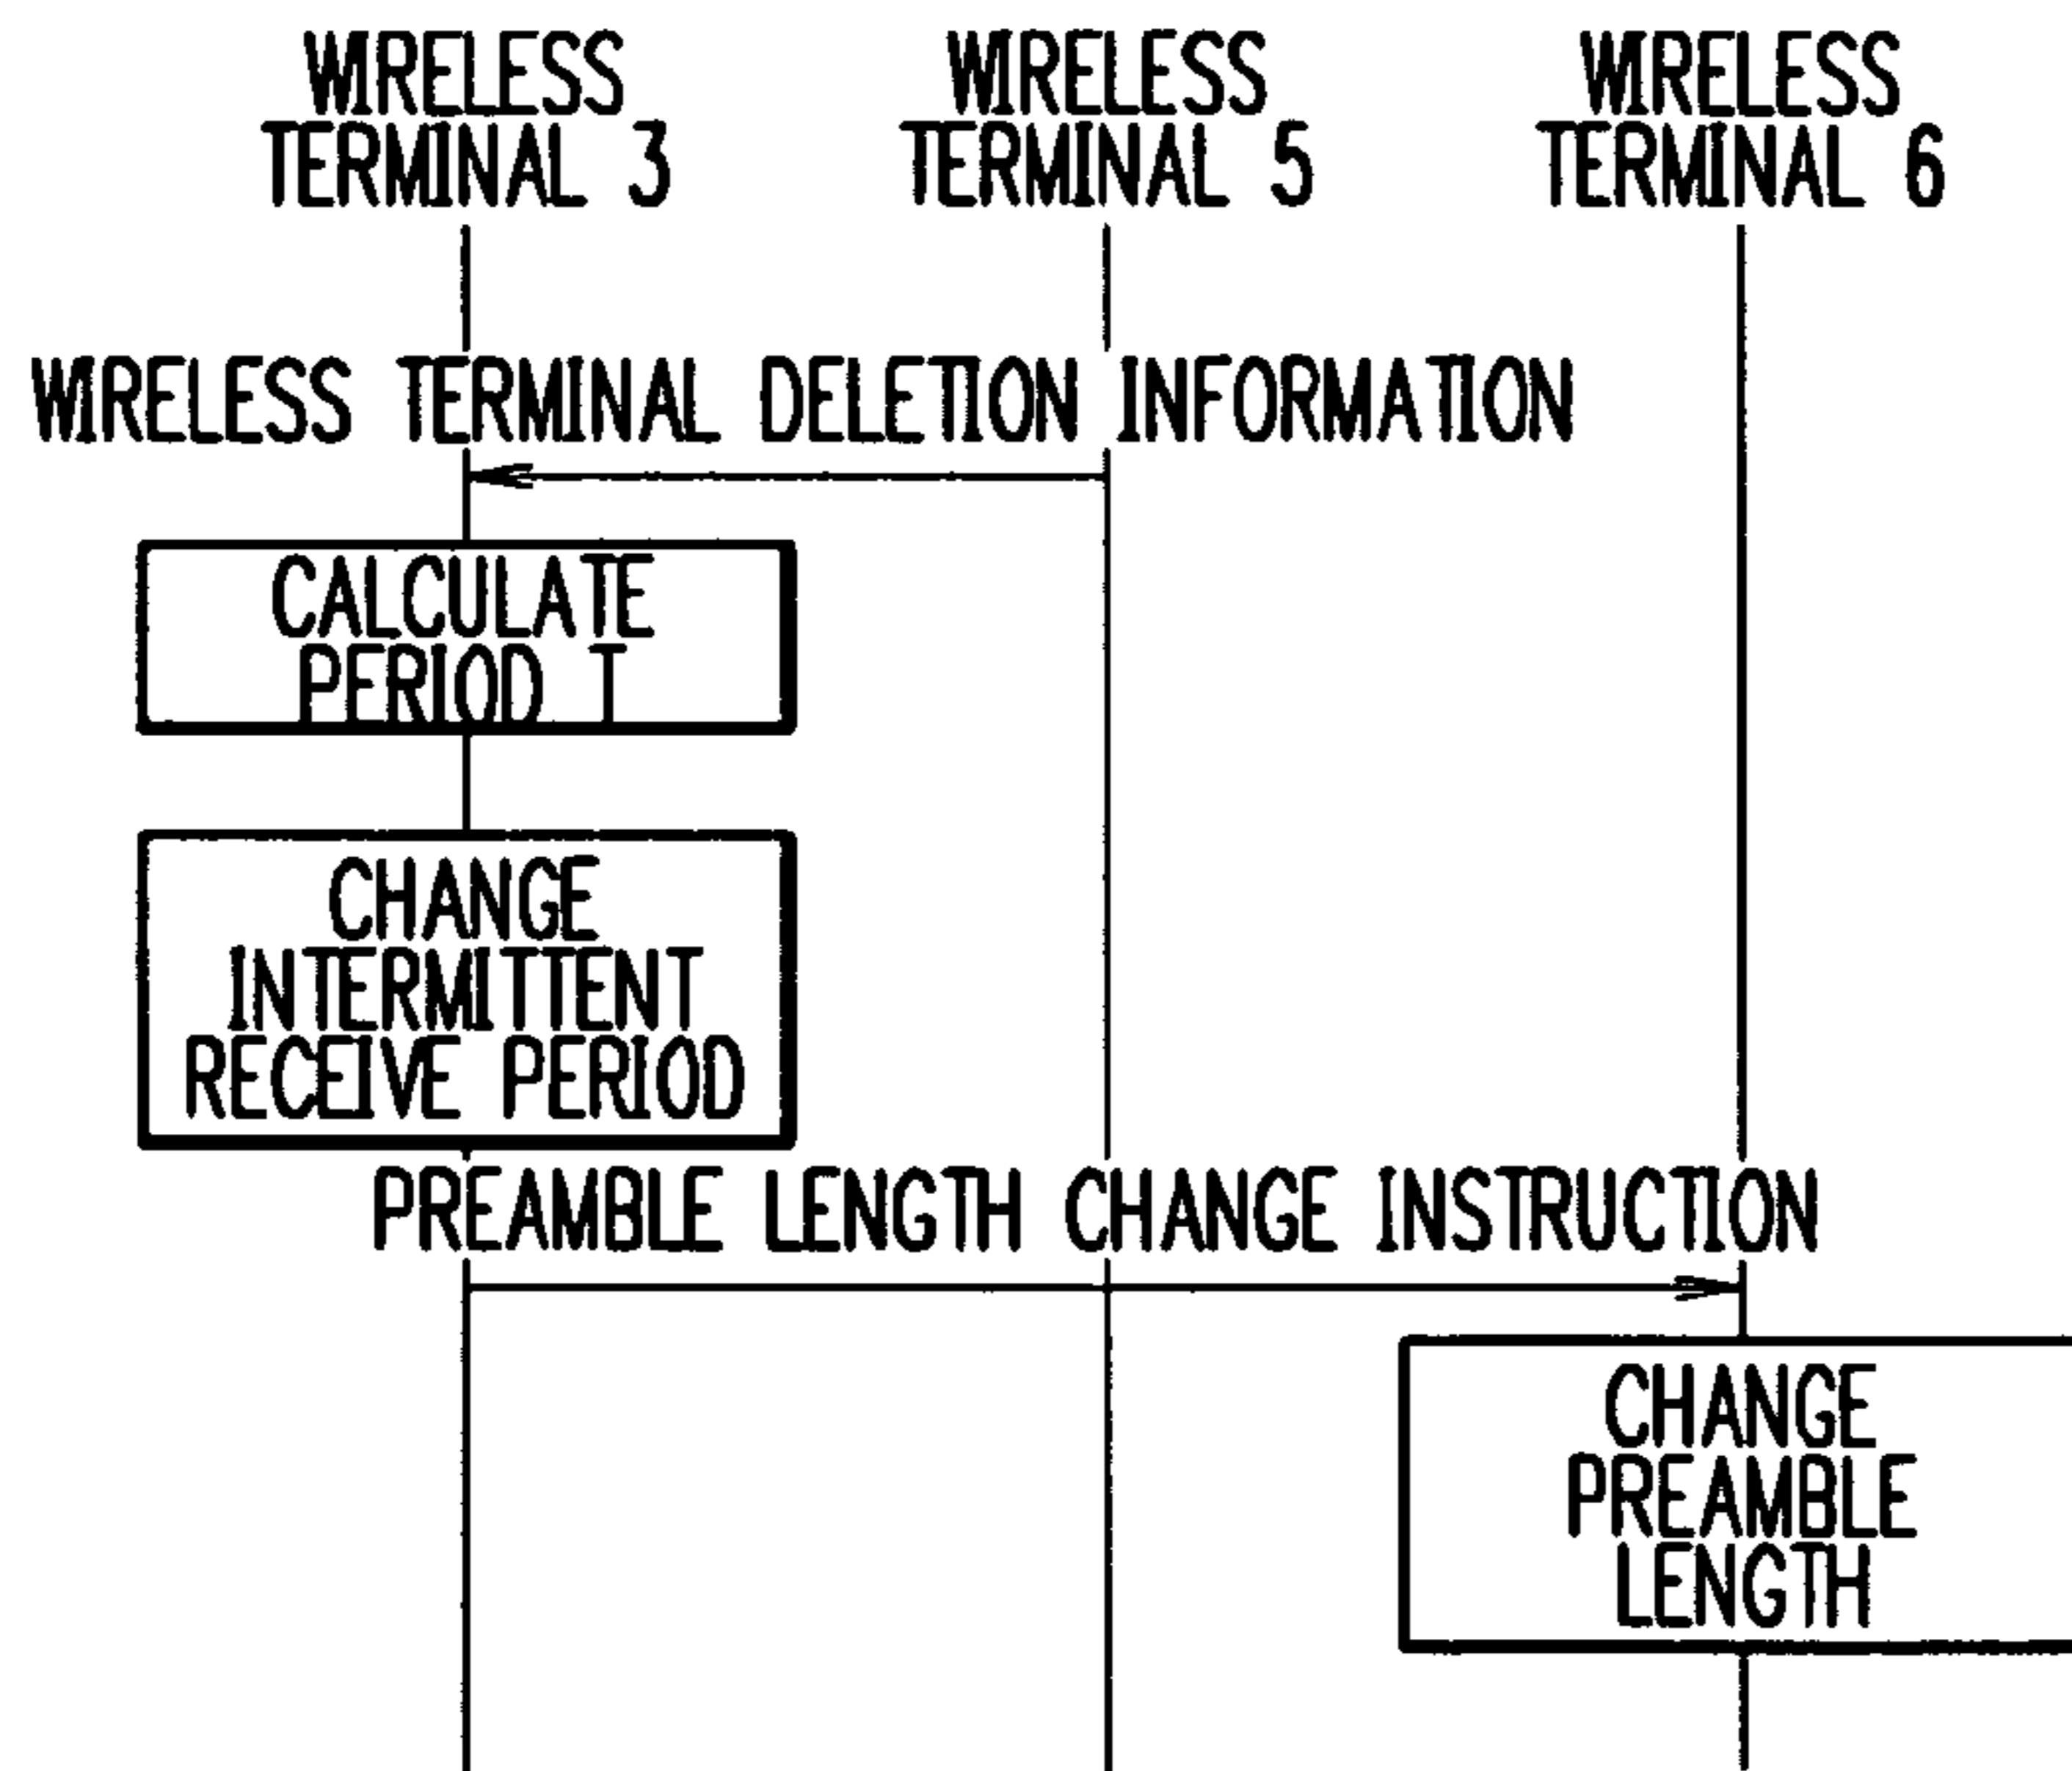 WIRELESS
TERMINAL 3
WIRELESS
TERMINAL 5
WIRELESS
TERMINAL 6
WIRELESS TERMINAL DELETION INFORMATION
CALCULATE
PERIOD T
CHANGE
INTERMITTENT
RECEIVE PERIOD
PREAMBLE LENGTH CHANGE INSTRUCTION
CHANGE
PREAMBLE
LENGTH